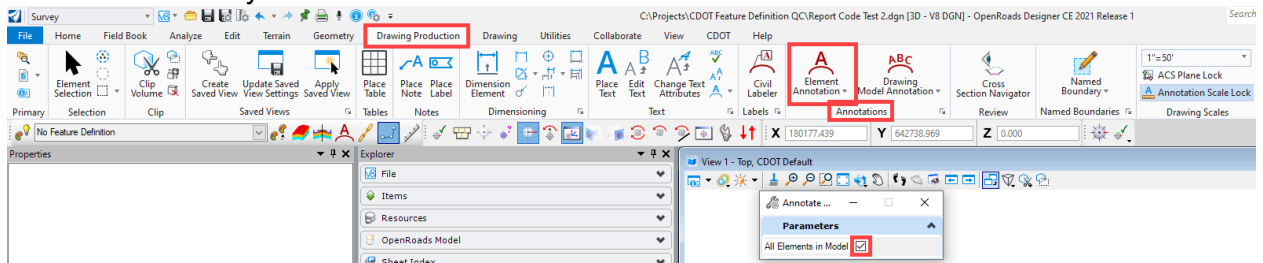 Survey
C:\Projects\CDOT Feature Definition QC\Report Code Test 2.dgn [3D - V8 DGN] - OpenRoads Designer CE 2021 Release 1
Search
File Home Field Book Analyze Edit Terrain Geometry Drawing Production Drawing Utilities Collaborate View CDOT Help
Element Selection
Clip Volume
Create Saved View
Update Saved View Settings
Apply Saved View
Place Table
Place Note
Place Label
Dimension Element
Place Text
Edit Text
Change Text Attributes
Civil Labeler
Element Annotation
Drawing Model Annotation
Cross Section Navigator
Named Boundary
1"=50'
ACS Plane Lock
Annotation Scale Lock
Primary Selection Clip Saved Views Tables Notes Dimensioning Text Labels Annotations Review Named Boundaries Drawing Scales
No Feature Definition X 180177.439 Y 642738.969 Z 0.000
Properties
Explorer
File
Items
Resources
OpenRoads Model
Sheet Index
View 1 - Top, CDOT Default
Annotate ...
Parameters
All Elements in Model